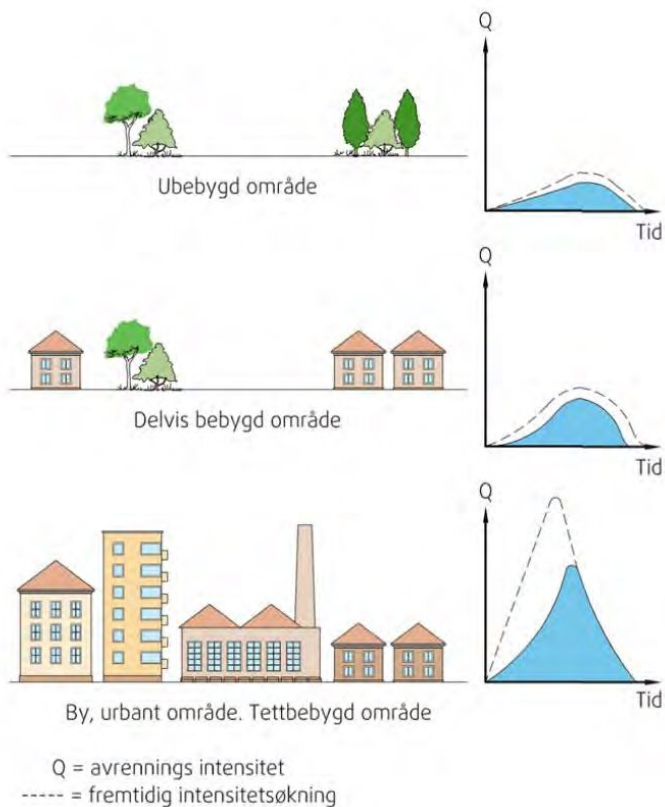 Q
Ubebygd område
Tid
Q
Delvis bebygd område
Tid
Q
By, urbant område. Tettbebygd område
Tid
Q = avrennings intensitet
----- = fremtidig intensitetsøkning